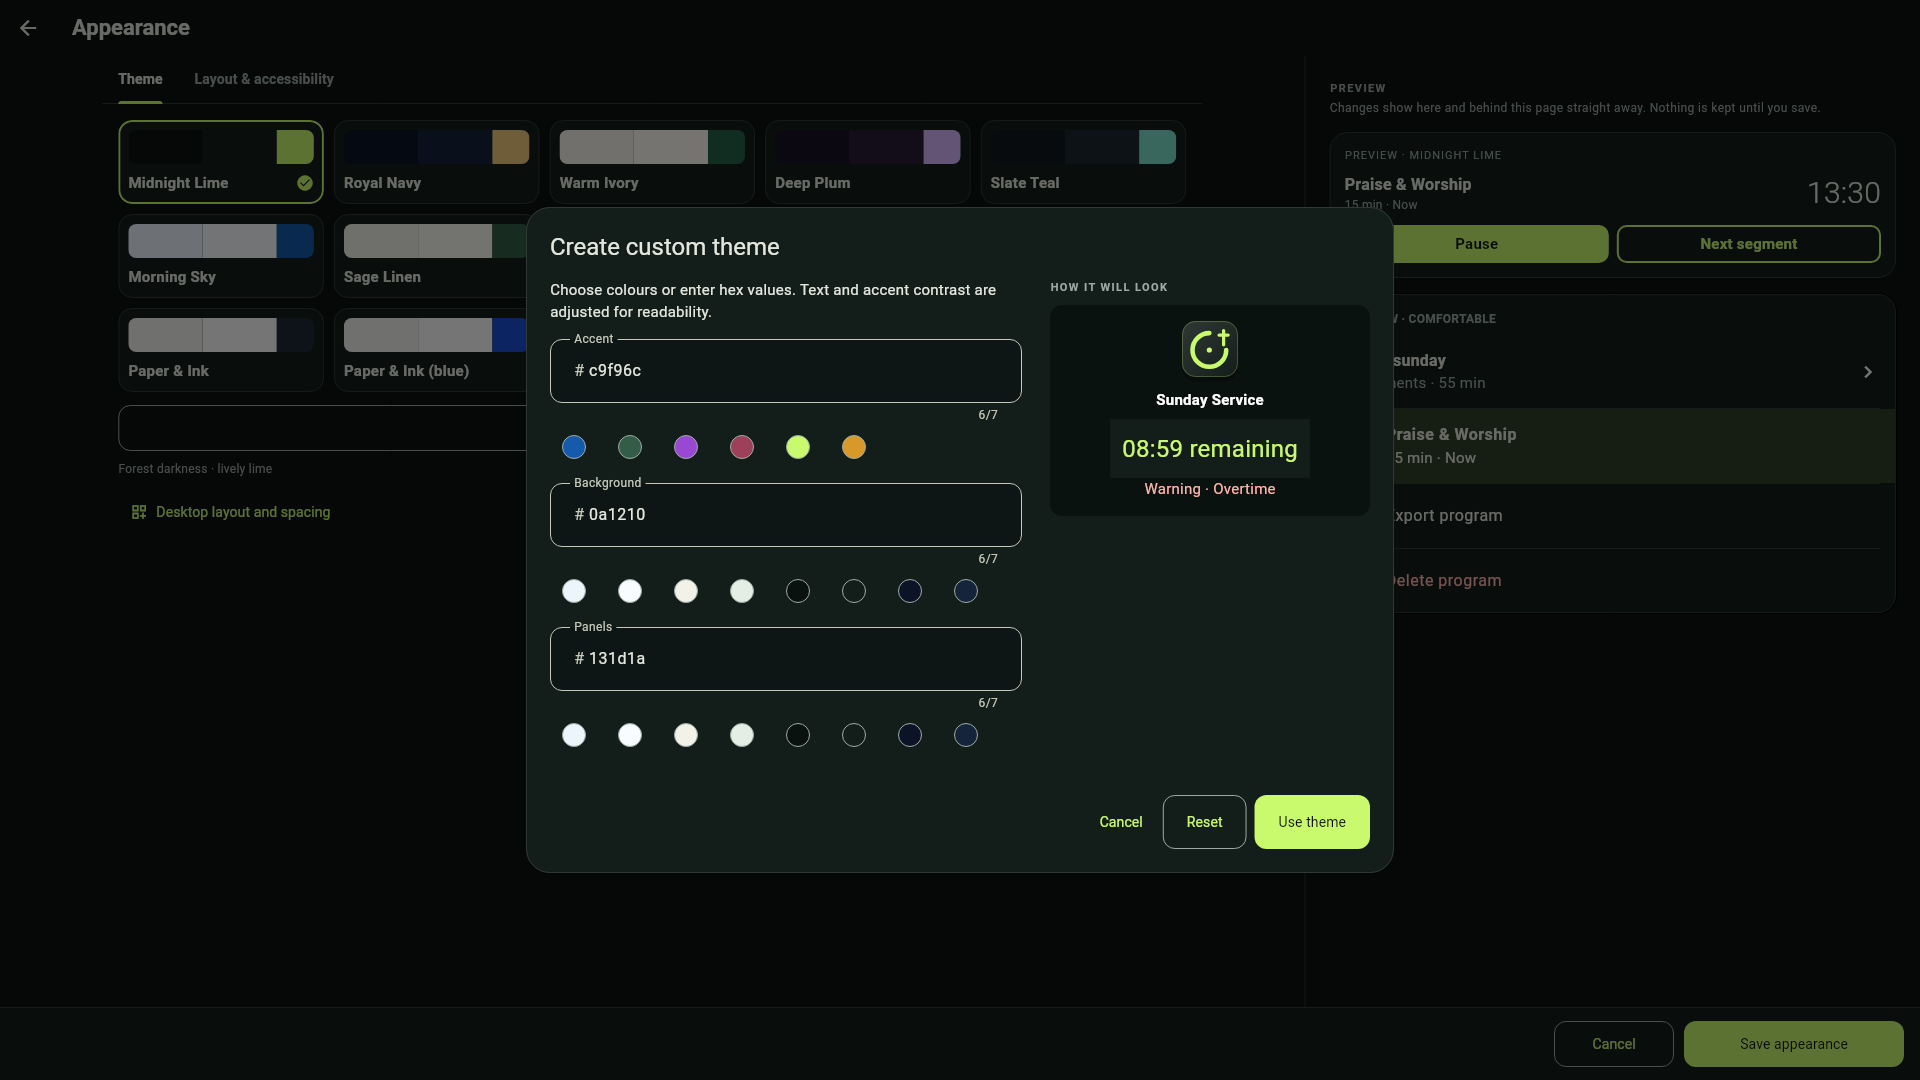 Appearance
Theme
Layout & accessibility
Midnight Lime
Royal Navy
Warm Ivory
Deep Plum
Slate Teal
Morning Sky
Sage Linen
Paper & Ink
Paper & Ink (blue)
Forest darkness · lively lime
Desktop layout and spacing
Create custom theme
Choose colours or enter hex values. Text and accent contrast are
adjusted for readability.
Accent
# c9f96c
6/7
Background
# 0a1210
6/7
Panels
# 131d1a
6/7
HOW IT WILL LOOK
Sunday Service
08:59 remaining
Warning · Overtime
Cancel
Reset
Use theme
PREVIEW
Changes show here and behind this page straight away. Nothing is kept until you save.
PREVIEW · MIDNIGHT LIME
Praise & Worship
13:30
15 min · Now
Pause
Next segment
· COMFORTABLE
sunday
55 min
Praise & Worship
5 min · Now
Export program
Delete program
Cancel
Save appearance